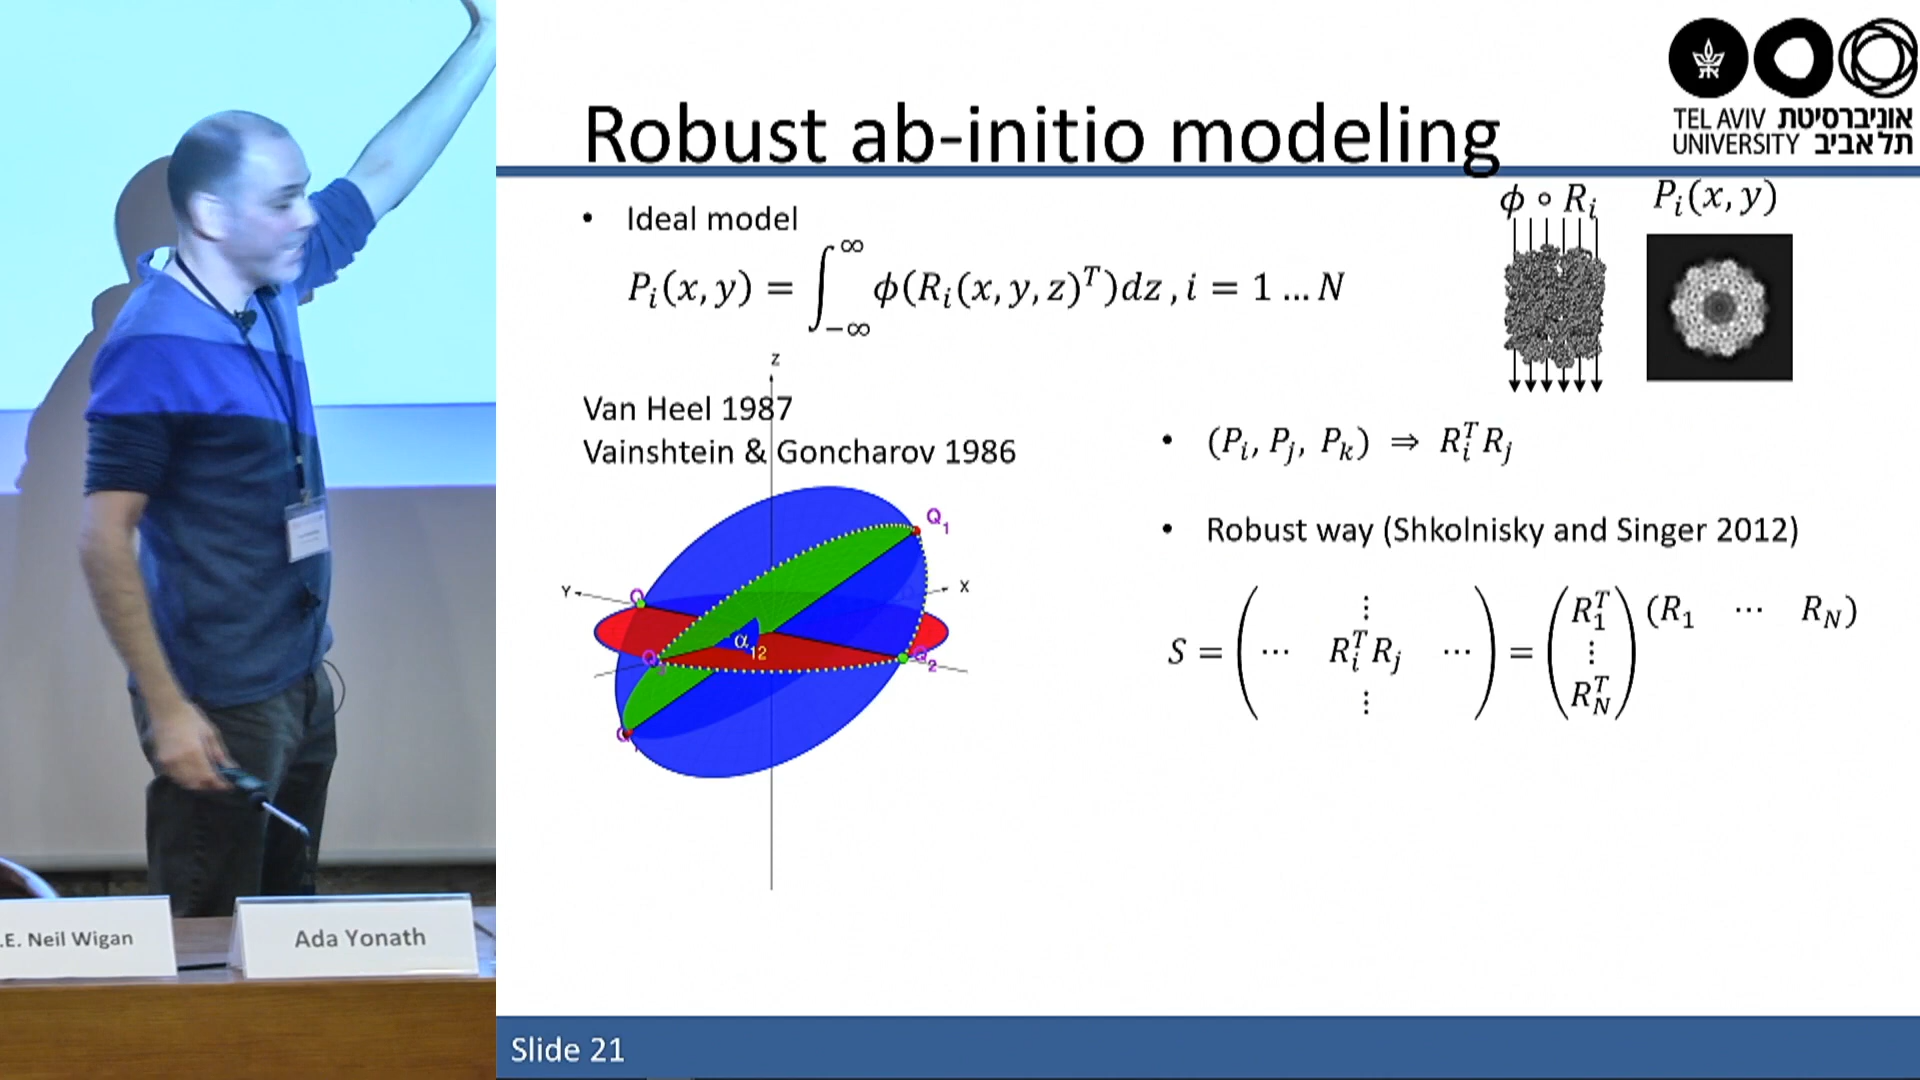 TEL AVIV אוניברסיטת
UNIVERSITY תל אביב
Robust ab-initio modeling
• Ideal model
P_i(x, y) = ∫_{-∞}^{∞} ϕ(R_i(x, y, z)^T)dz , i = 1 … N
ϕ ∘ R_i
P_i(x, y)
Z
Van Heel 1987
Vainshtein & Goncharov 1986
• (P_i, P_j, P_k) ⇒ R_i^T R_j
• Robust way (Shkolnisky and Singer 2012)
S = (⋯ ⋮ R_i^T R_j ⋮ ⋯) = (R_1^T ⋮ R_N^T) (R_1 ⋯ R_N)
Q_1
Y
X
Q
α_12
Q
Q_2
Q
.E. Neil Wigan
Ada Yonath
Slide 21